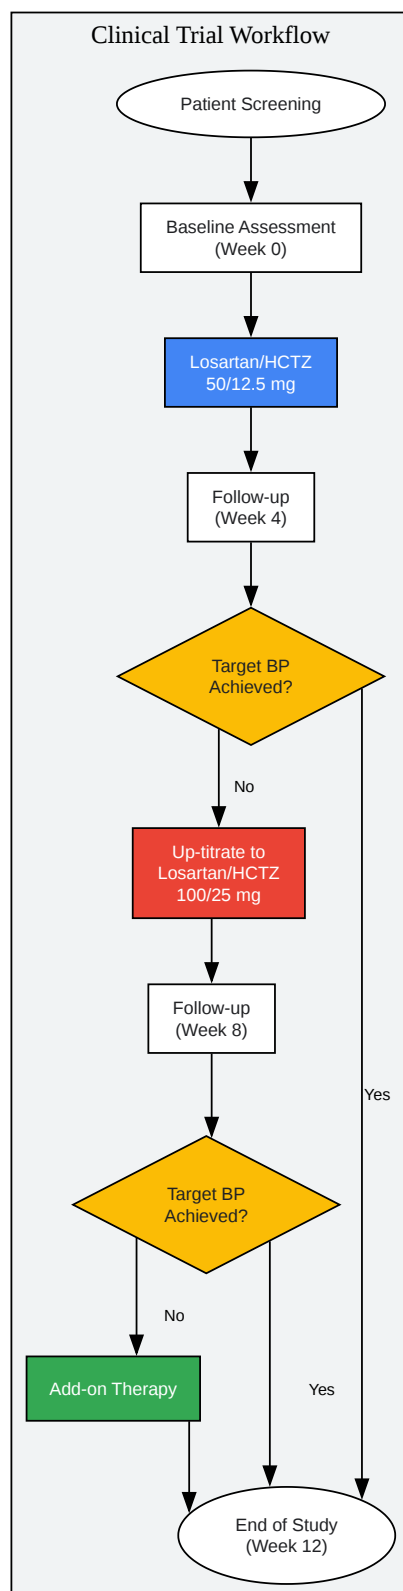 Clinical Trial Workflow
Patient Screening
Baseline Assessment
(Week 0)
Losartan/HCTZ
50/12.5 mg
Follow-up
(Week 4)
Target BP
Achieved?
No
Up-titrate to
Losartan/HCTZ
100/25 mg
Follow-up
(Week 8)
Yes
Target BP
Achieved?
No
Add-on Therapy
Yes
End of Study
(Week 12)